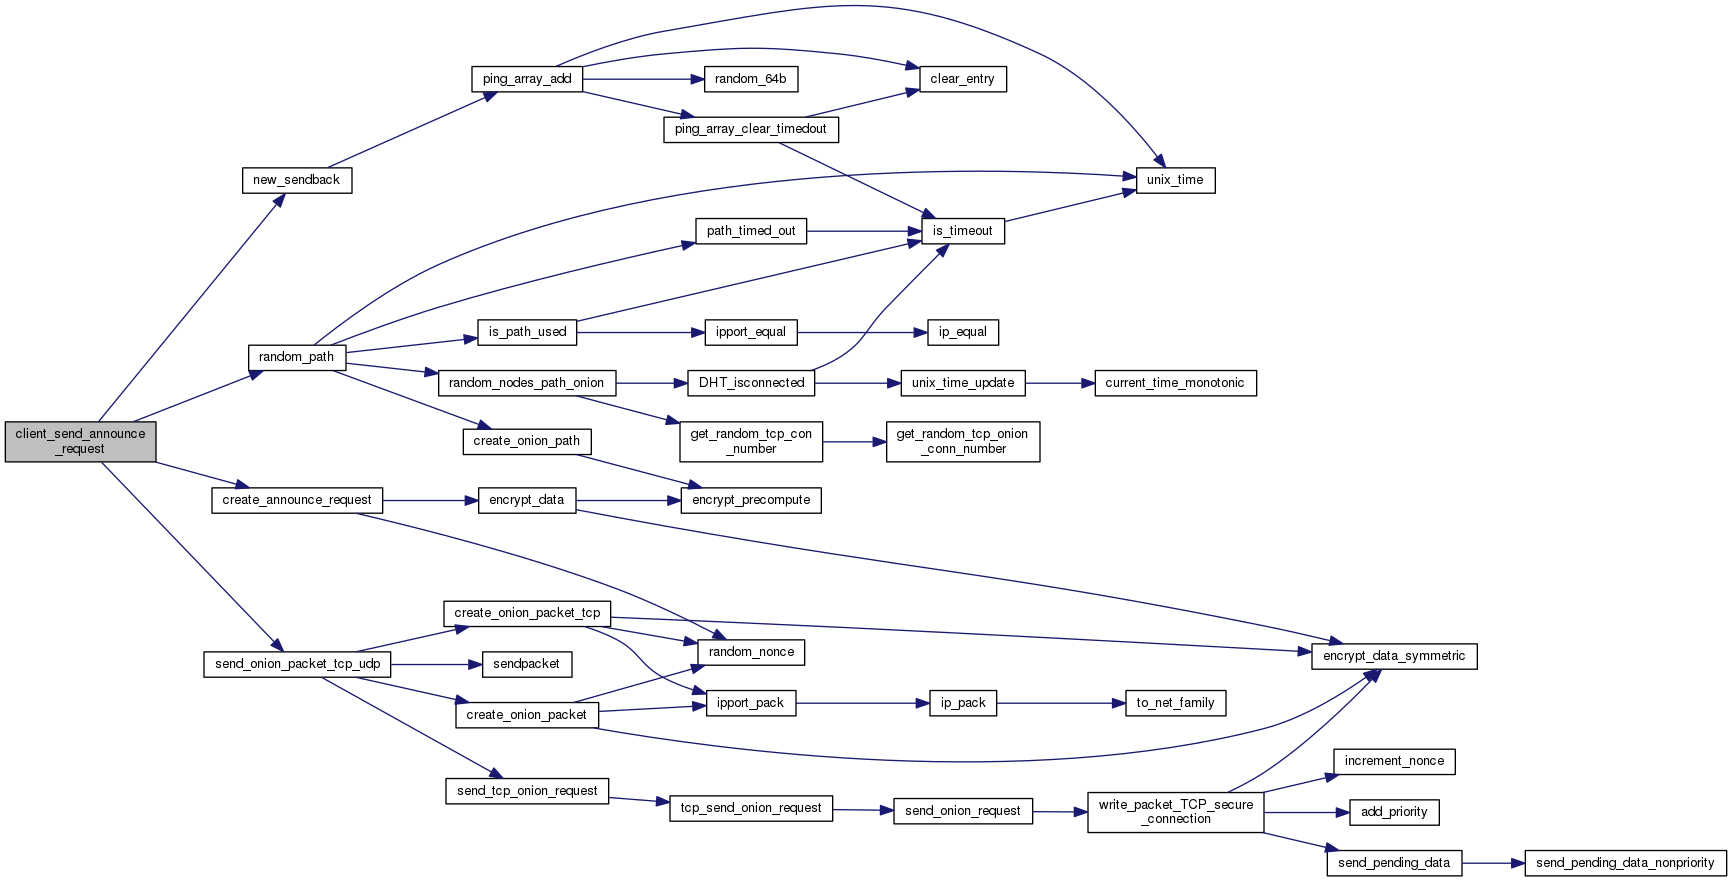 ping_array_add
random_64b
clear_entry
ping_array_clear_timedout
new_sendback
unix_time
path_timed_out
is_timeout
is_path_used
ipport_equal
ip_equal
random_path
random_nodes_path_onion
DHT_isconnected
unix_time_update
current_time_monotonic
client_send_announce
_request
create_onion_path
get_random_tcp_con
_number
get_random_tcp_onion
_conn_number
create_announce_request
encrypt_data
encrypt_precompute
create_onion_packet_tcp
random_nonce
encrypt_data_symmetric
send_onion_packet_tcp_udp
sendpacket
create_onion_packet
ipport_pack
ip_pack
to_net_family
increment_nonce
send_tcp_onion_request
tcp_send_onion_request
send_onion_request
write_packet_TCP_secure
_connection
add_priority
send_pending_data
send_pending_data_nonpriority